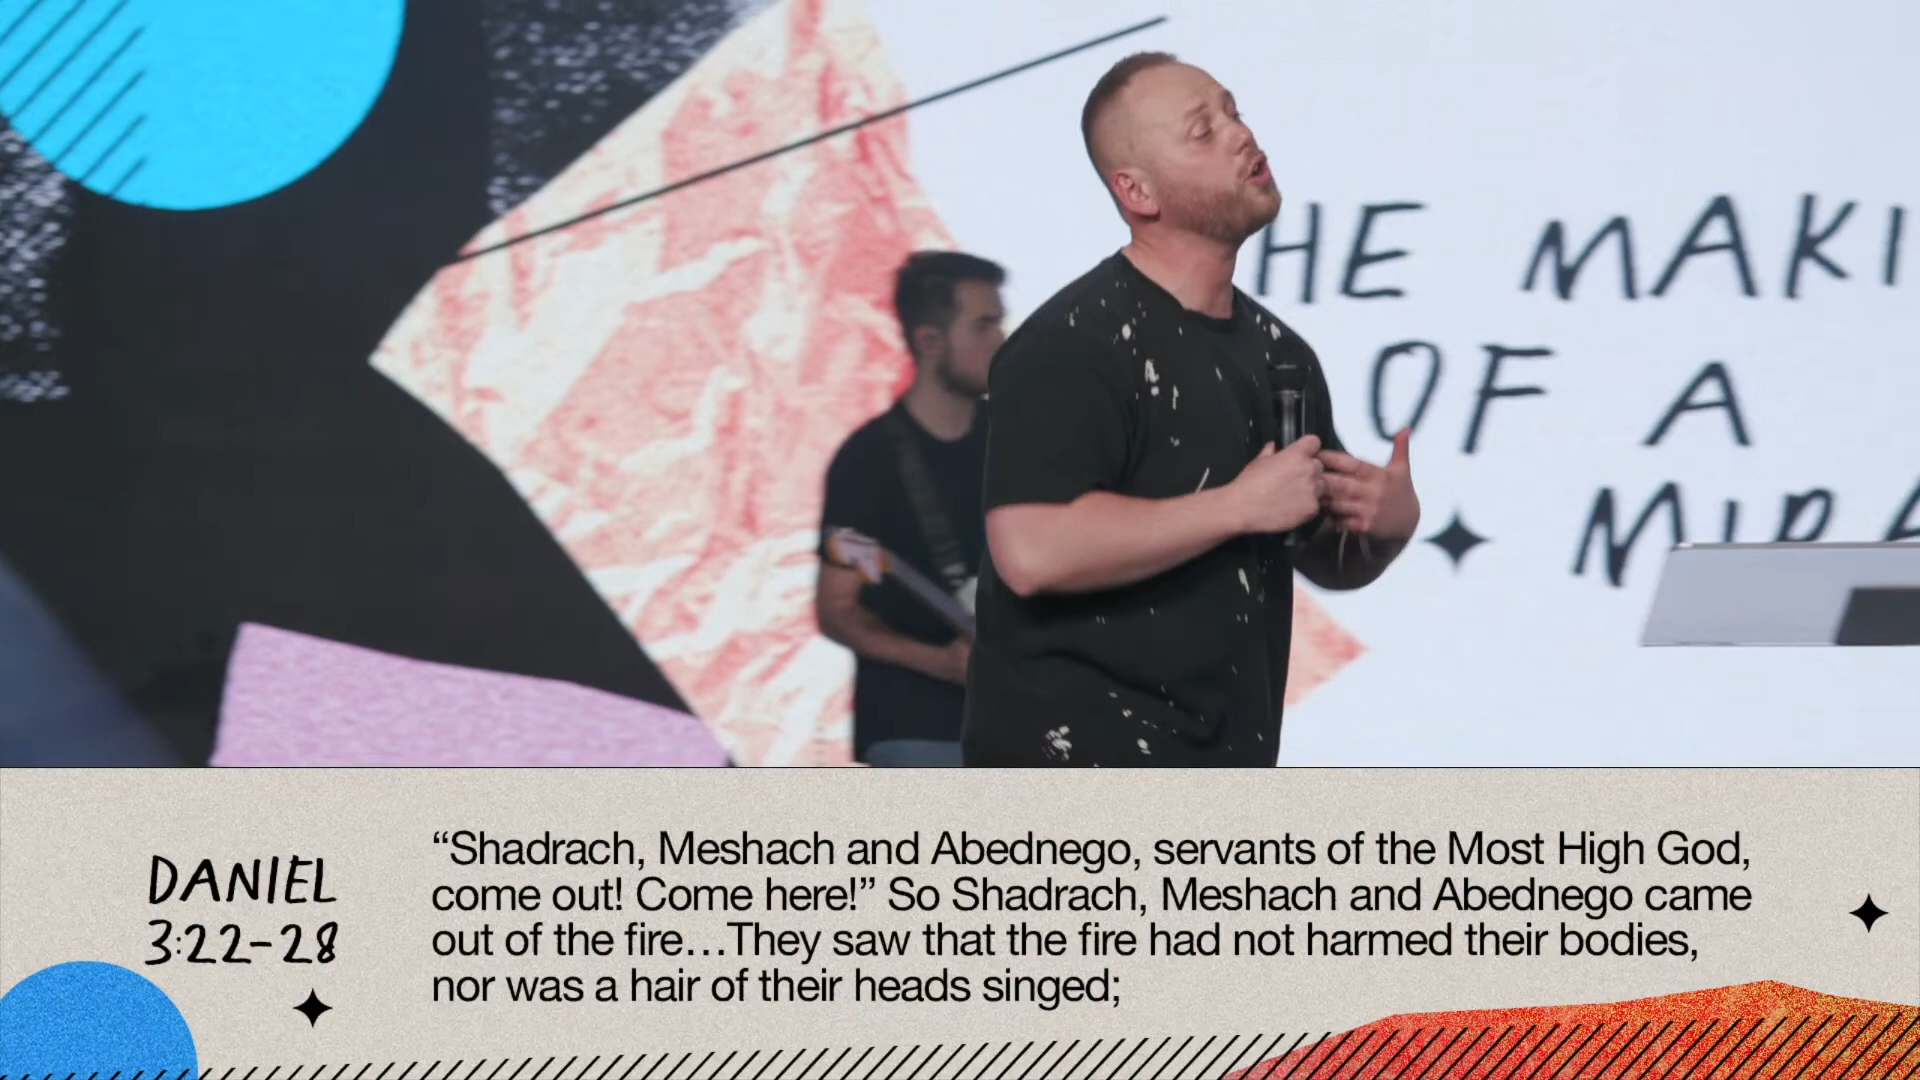 HE MAKI
OF A
DANIEL
3:22-28
“Shadrach, Meshach and Abednego, servants of the Most High God,
come out! Come here!” So Shadrach, Meshach and Abednego came
out of the fire…They saw that the fire had not harmed their bodies,
nor was a hair of their heads singed;